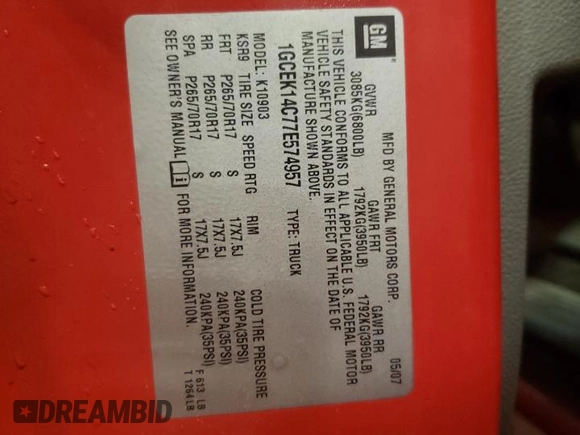 GM
MFD BY GENERAL MOTORS CORP. 05/07
GVWR GAWR FRT GAWR RR
3085KG(6800LB) 1792KG(3950LB) 1792KG(3950LB)
THIS VEHICLE CONFORMS TO ALL APPLICABLE U.S. FEDERAL MOTOR
VEHICLE SAFETY STANDARDS IN EFFECT ON THE DATE OF
MANUFACTURE SHOWN ABOVE.
1GCEK14C77E574957 TYPE: TRUCK
MODEL: K10903
KSR9 TIRE SIZE SPEED RTG RIM COLD TIRE PRESSURE
FRT P265/70R17 S 17X7.5J 240KPA(35PSI)
RR P265/70R17 S 17X7.5J 240KPA(35PSI)
SPA P265/70R17 S 17X7.5J 240KPA(35PSI)
SEE OWNER'S MANUAL i FOR MORE INFORMATION.
F 613 LB
T 1264 LB
DREAMBID